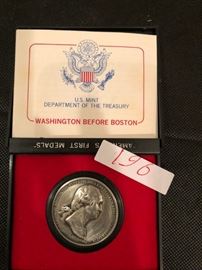 U.S. MINT
DEPARTMENT OF THE TREASURY
WASHINGTON BEFORE BOSTON
FIRST MEDALS
196